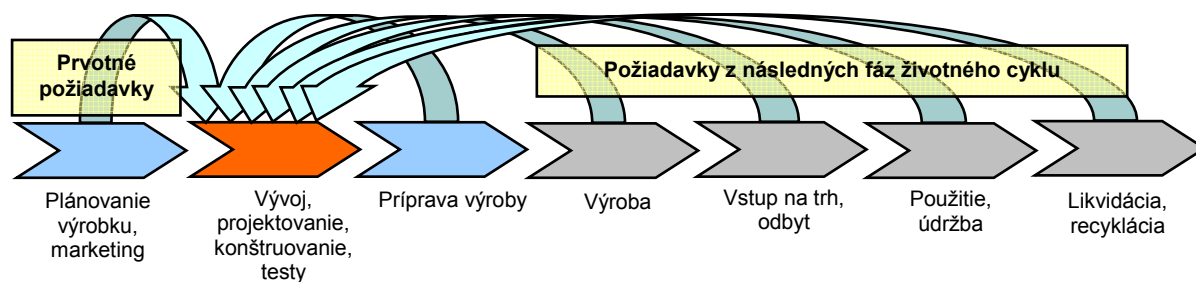 Prvotné
požiadavky
Požiadavky z následných fáz životného cyklu
Plánovanie
výrobku,
marketing
Vývoj,
projektovanie,
konštruovanie,
testy
Príprava výroby
Výroba
Vstup na trh,
odbyt
Použitie,
údržba
Likvidácia,
recyklácia